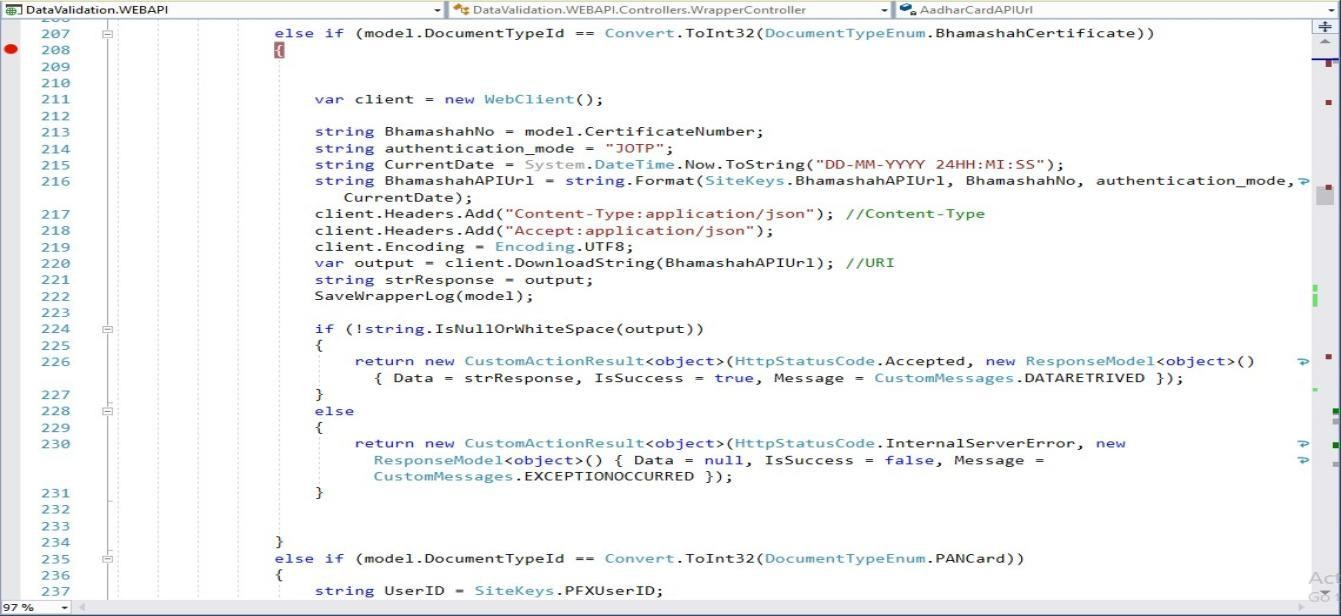 DataValidation.WEBAPI
DataValidation.WEBAPI.Controllers.WrapperController
AadharCardAPIUrl
207 else if (model.DocumentTypeId == Convert.ToInt32(DocumentTypeEnum.BhamashahCertificate))
208 {
209
210
211 var client = new WebClient();
212
213 string BhamashahNo = model.CertificateNumber;
214 string authentication_mode = "JOTP";
215 string CurrentDate = System.DateTime.Now.ToString("DD-MM-YYYY 24HH:MI:SS");
216 string BhamashahAPIUrl = string.Format(SiteKeys.BhamashahAPIUrl, BhamashahNo, authentication_mode,
CurrentDate);
217 client.Headers.Add("Content-Type:application/json"); //Content-Type
218 client.Headers.Add("Accept:application/json");
219 client.Encoding = Encoding.UTF8;
220 var output = client.DownloadString(BhamashahAPIUrl); //URI
221 string strResponse = output;
222 SaveWrapperLog(model);
223
224 if (!string.IsNullOrWhiteSpace(output))
225 {
226 return new CustomActionResult<object>(HttpStatusCode.Accepted, new ResponseModel<object>()
{ Data = strResponse, IsSuccess = true, Message = CustomMessages.DATARETRIVED });
227 }
228 else
229 {
230 return new CustomActionResult<object>(HttpStatusCode.InternalServerError, new
ResponseModel<object>() { Data = null, IsSuccess = false, Message =
CustomMessages.EXCEPTIONOCCURRED });
231 }
232
233
234 }
235 else if (model.DocumentTypeId == Convert.ToInt32(DocumentTypeEnum.PANCard))
236 {
237 string UserID = SiteKeys.PFXUserID;
97 %